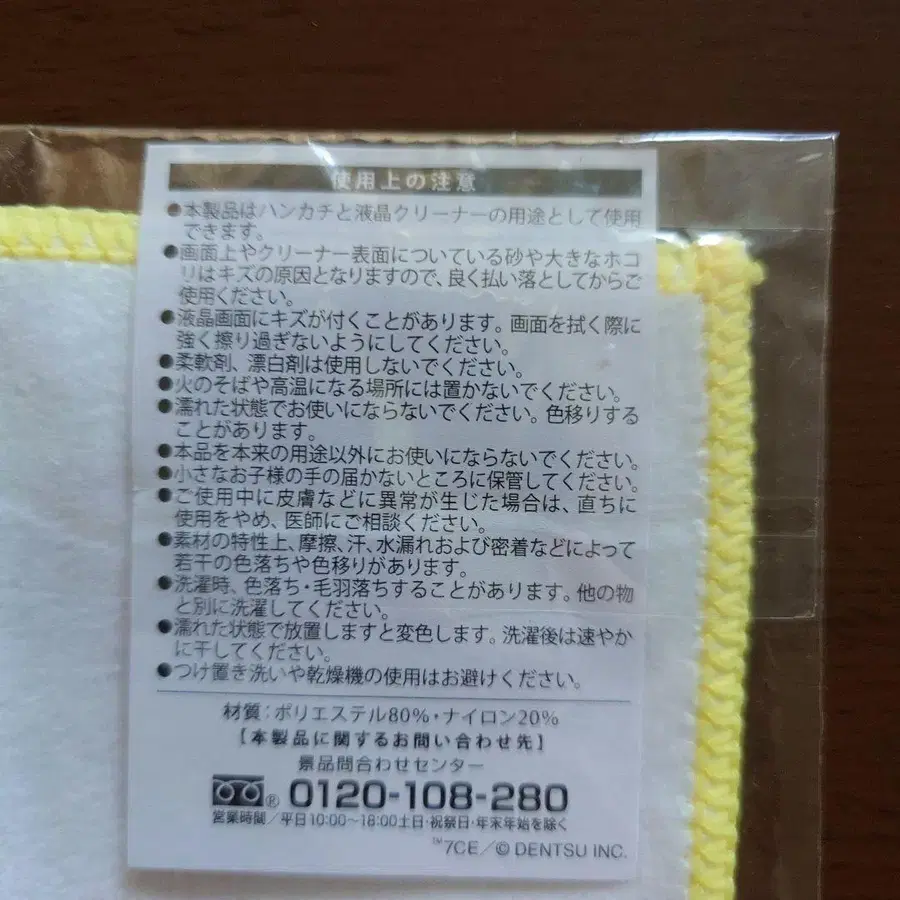 使用上の注意
●本製品はハンカチと液晶クリーナーの用途として使用
できます。
●画面上やクリーナー表面についている砂や大きなホコ
リはキズの原因となりますので、良く払い落としてからご
使用ください。
●液晶画面にキズが付くことがあります。画面を拭く際に
強く擦り過ぎないようにしてください。
●柔軟剤、漂白剤は使用しないでください。
●火のそばや高温になる場所には置かないでください。
●濡れた状態でお使いにならないでください。色移りする
ことがあります。
●本品を本来の用途以外にお使いにならないでください。
●小さなお子様の手の届かないところに保管してください。
●ご使用中に皮膚などに異常が生じた場合は、直ちに
使用をやめ、医師にご相談ください。
●素材の特性上、摩擦、汗、水漏れおよび密着などによって
若干の色落ちや色移りがあります。
●洗濯時、色落ち・毛羽落ちすることがあります。他の物
と別に洗濯してください。
●濡れた状態で放置しますと変色します。洗濯後は速やか
に干してください。
●つけ置き洗いや乾燥機の使用はお避けください。
材質:ポリエステル80%・ナイロン20%
【本製品に関するお問い合わせ先】
景品問合わせセンター
® 0120-108-280
営業時間/平日10:00〜18:00土日・祝祭日・年末年始を除く
™7CE/© DENTSU INC.